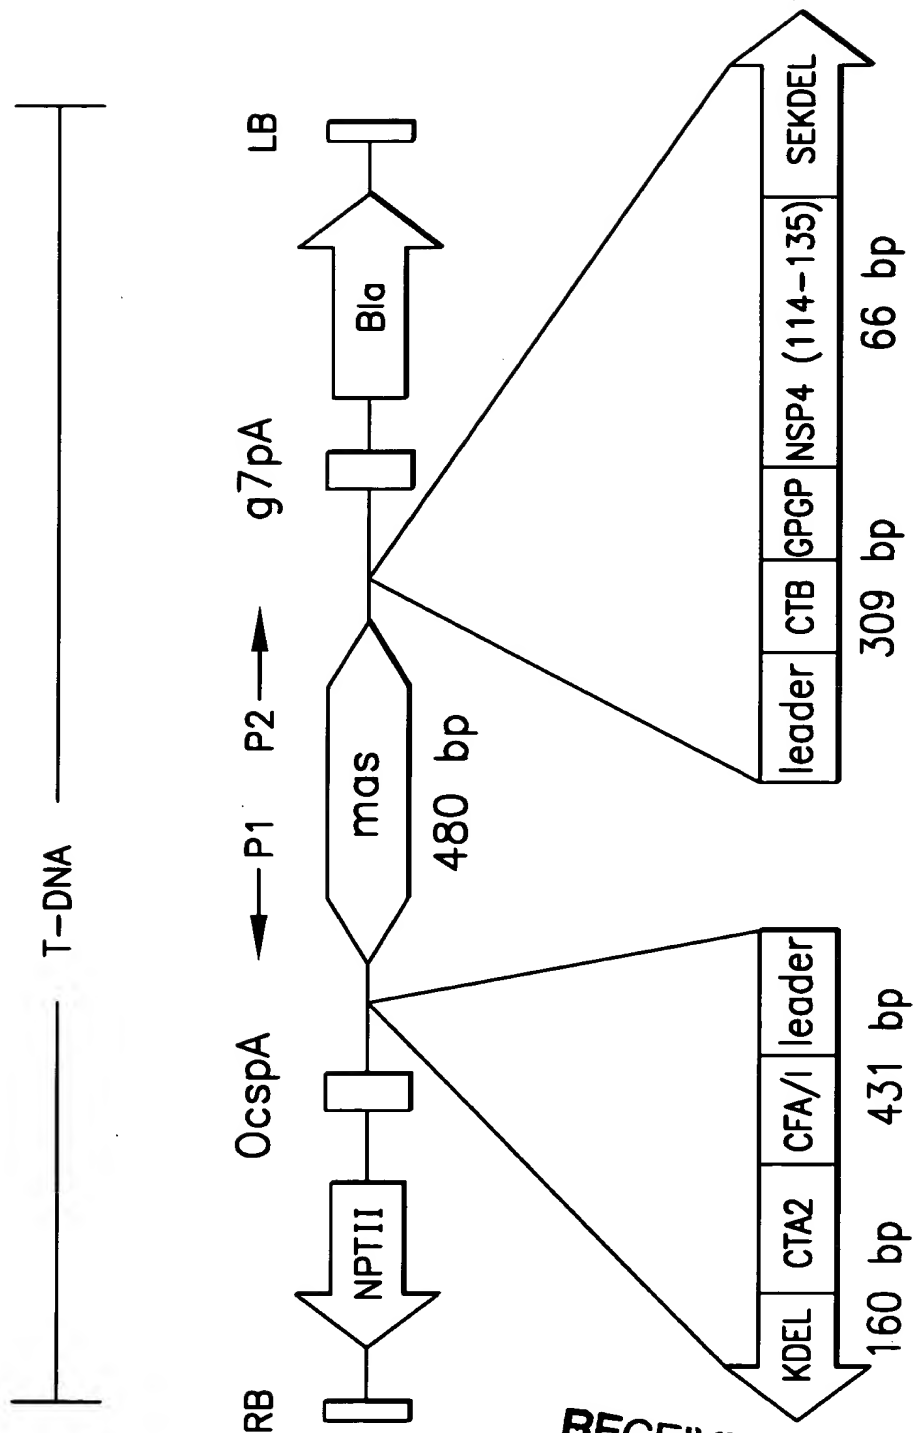 T-DNA
RB
OcspA
P1
P2
g7pA
LB
NPTII
mas
Bla
480 bp
KDEL
CTA2
CFA/I
leader
160 bp
431 bp
leader
CTB
GPGP
NSP4 (114-135)
SEKDEL
309 bp
66 bp